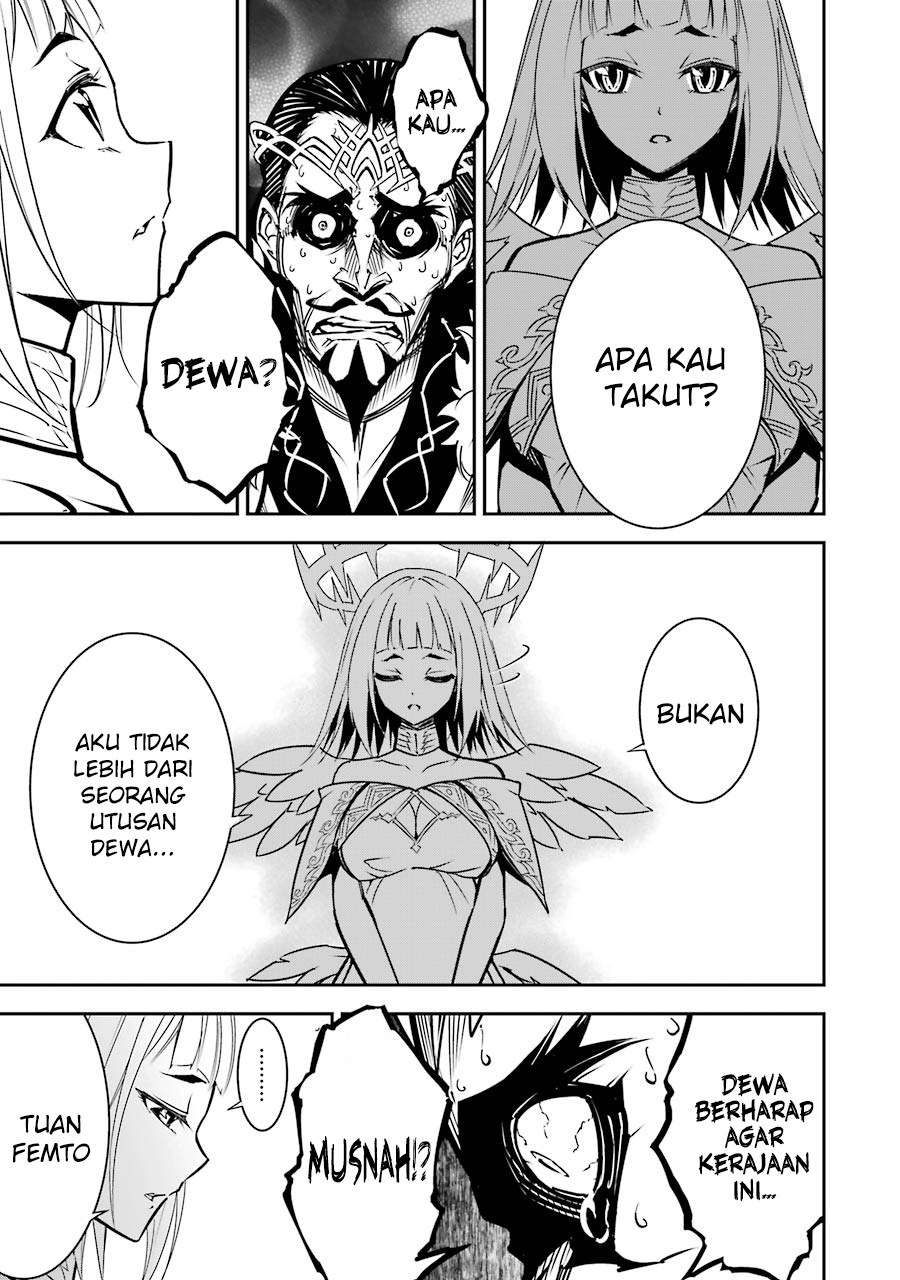 APA KAU
TAKUT?
APA
KAU...
DEWA?
BUKAN
AKU TIDAK
LEBIH DARI
SEORANG
UTUSAN
DEWA...
DEWA
BERHARAP
AGAR
KERAJAAN
INI...
MUSNAH!?
.........
TUAN
FEMTO